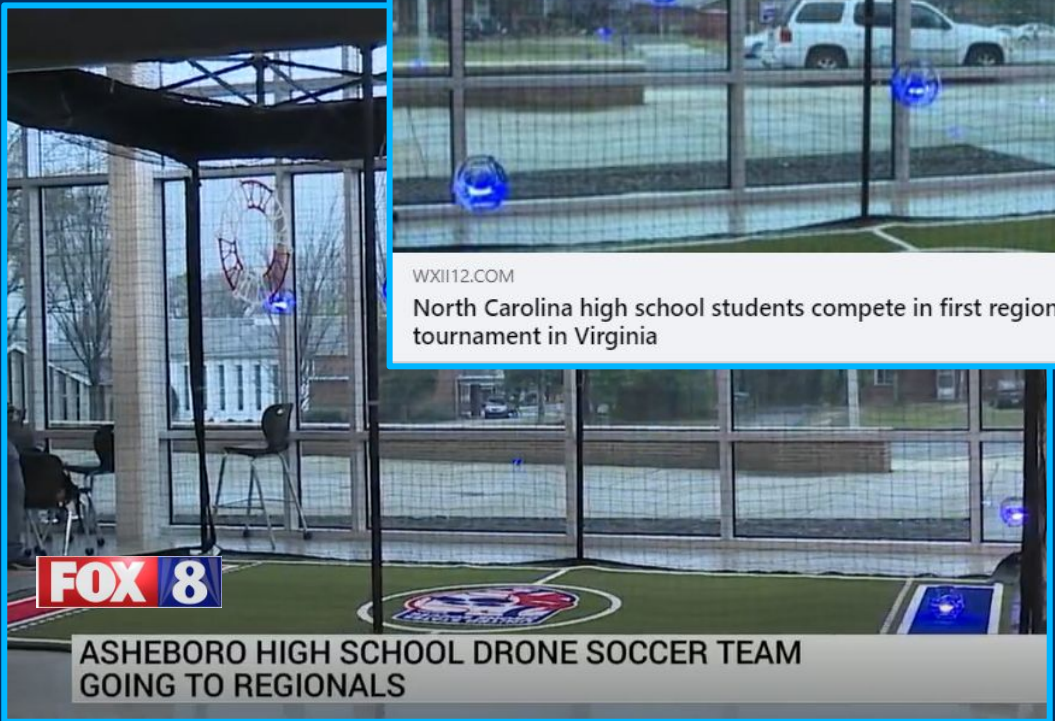 WXII12.COM
North Carolina high school students compete in first region
tournament in Virginia
FOX 8
ASHEBORO HIGH SCHOOL DRONE SOCCER TEAM
GOING TO REGIONALS